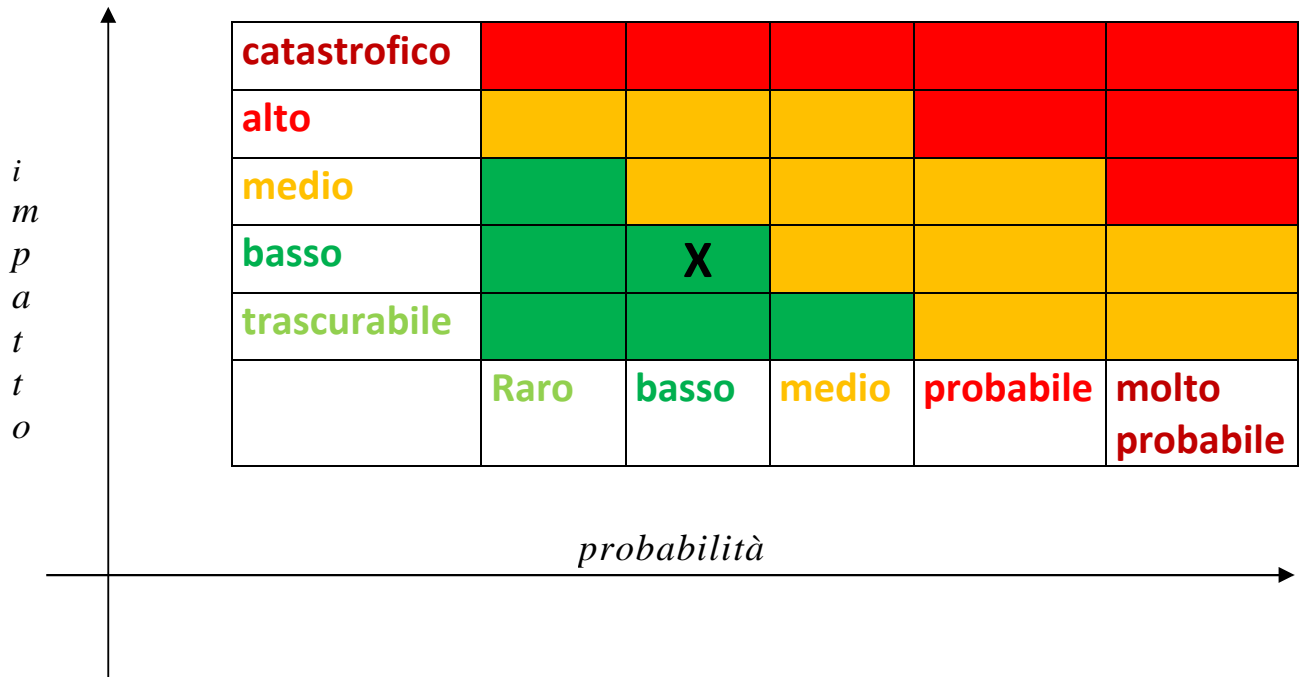 catastrofico
alto
medio
basso X
trascurabile
Raro basso medio probabile molto
probabile
i
m
p
a
t
t
o
probabilità